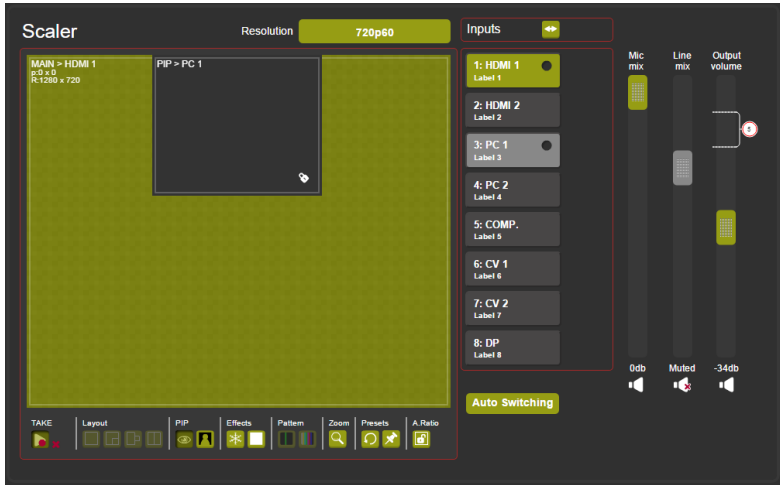 Scaler
Resolution
720p60
Inputs
MAIN > HDMI 1
p:0 x 0
R:1280 x 720
PIP > PC 1
1: HDMI 1
Label 1
2: HDMI 2
Label 2
3: PC 1
Label 3
4: PC 2
Label 4
5: COMP.
Label 5
6: CV 1
Label 6
7: CV 2
Label 7
8: DP
Label 8
Auto Switching
Mic
mix
Line
mix
Output
volume
5
0db
Muted
-34db
TAKE
Layout
PIP
Effects
Pattern
Zoom
Presets
A.Ratio